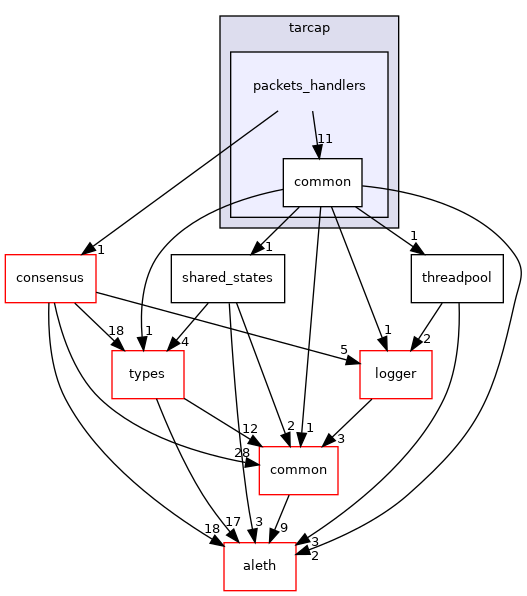 tarcap
packets_handlers
11
common
1
1
1
consensus
shared_states
threadpool
18
1
4
5
1
2
types
logger
12
28
2
1
3
common
18
17
3
9
3
2
aleth